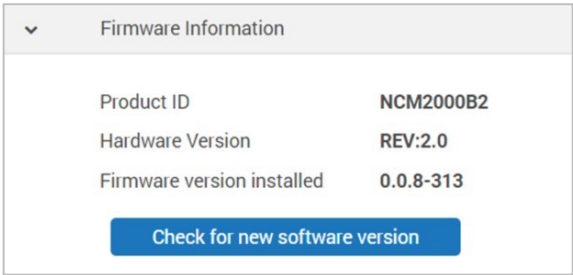 Firmware Information
Product ID NCM2000B2
Hardware Version REV:2.0
Firmware version installed 0.0.8-313
Check for new software version